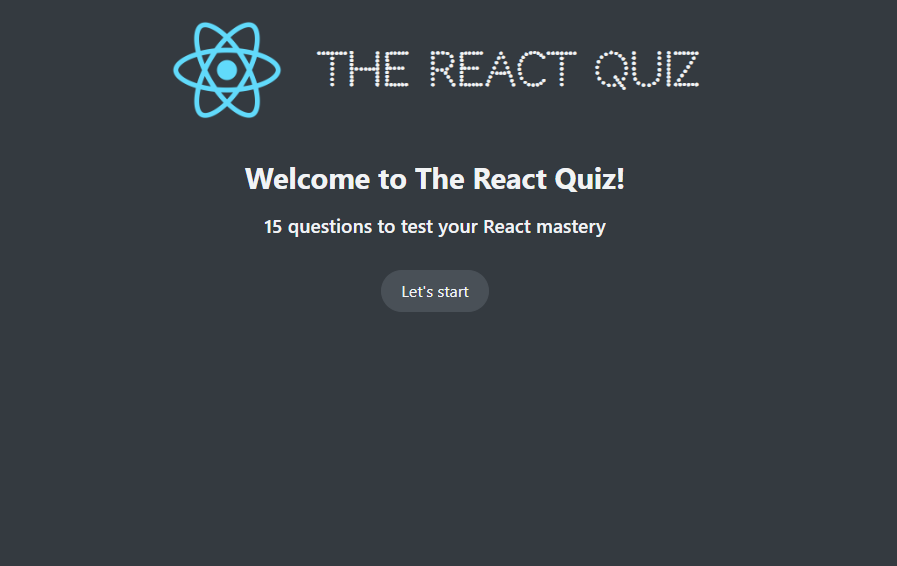 THE REACT QUIZ
Welcome to The React Quiz!
15 questions to test your React mastery
Let's start